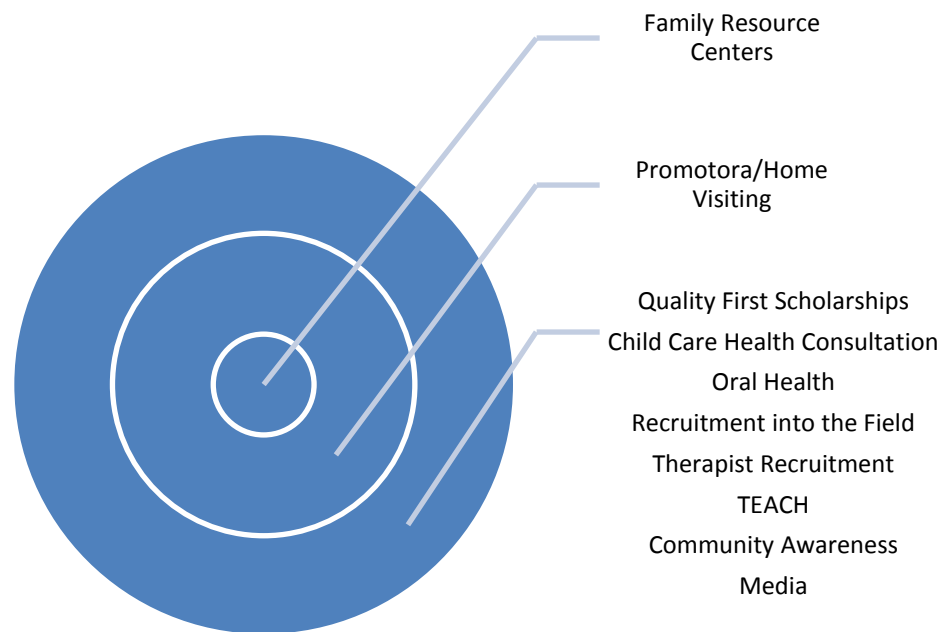 Family Resource
Centers
Promotora/Home
Visiting
Quality First Scholarships
Child Care Health Consultation
Oral Health
Recruitment into the Field
Therapist Recruitment
TEACH
Community Awareness
Media